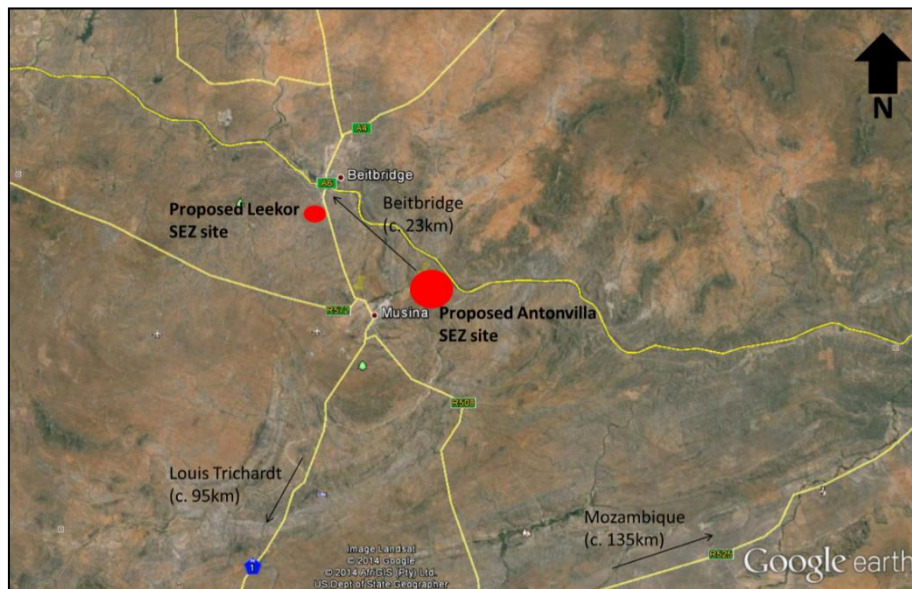 N
A4
Beitbridge
A6
Proposed Leekor
SEZ site
Beitbridge
(c. 23km)
R572
Musina
Proposed Antonvilla
SEZ site
R508
Louis Trichardt
(c. 95km)
Mozambique
(c. 135km)
R525
1
Image Landsat
© 2014 Google
© 2014 AfriGIS (Pty) Ltd.
US Dept of State Geographer
Google earth